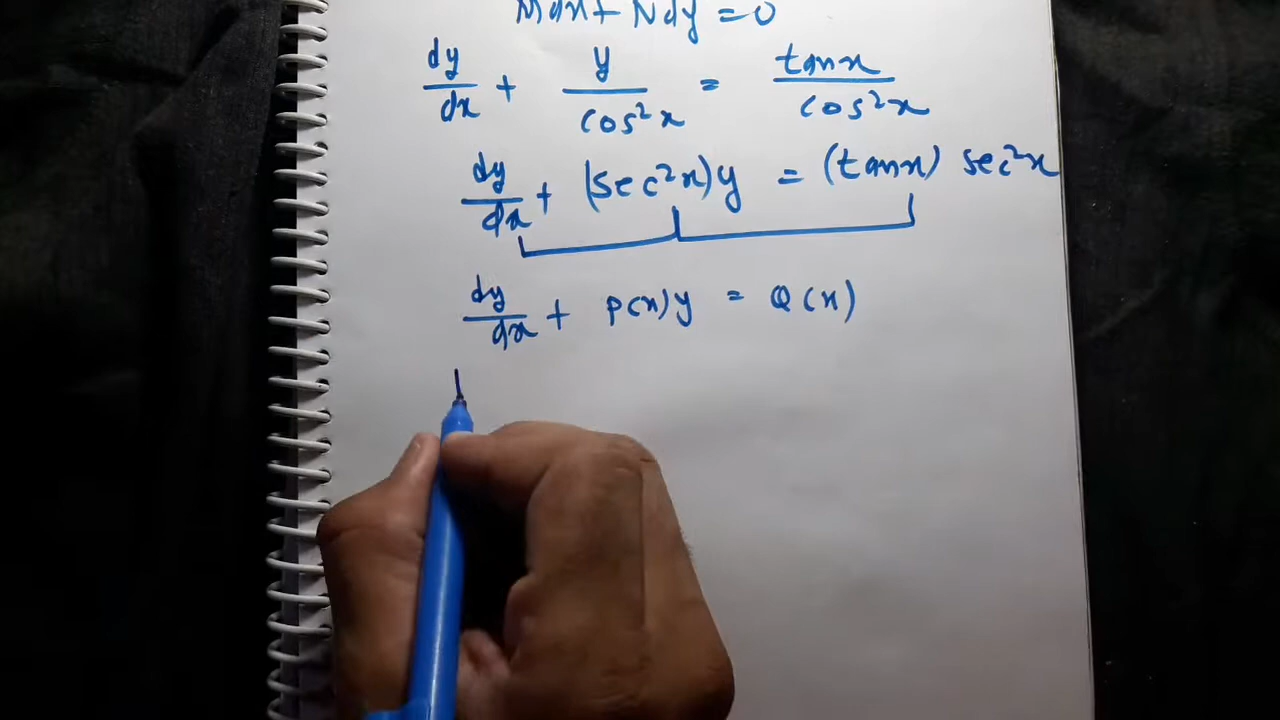 Mdx + Ndy = 0
dy/dx + y/cos²x = tanx/cos²x
dy/dx + (sec²x)y = (tanx) sec²x
dy/dx + P(x)y = Q(x)